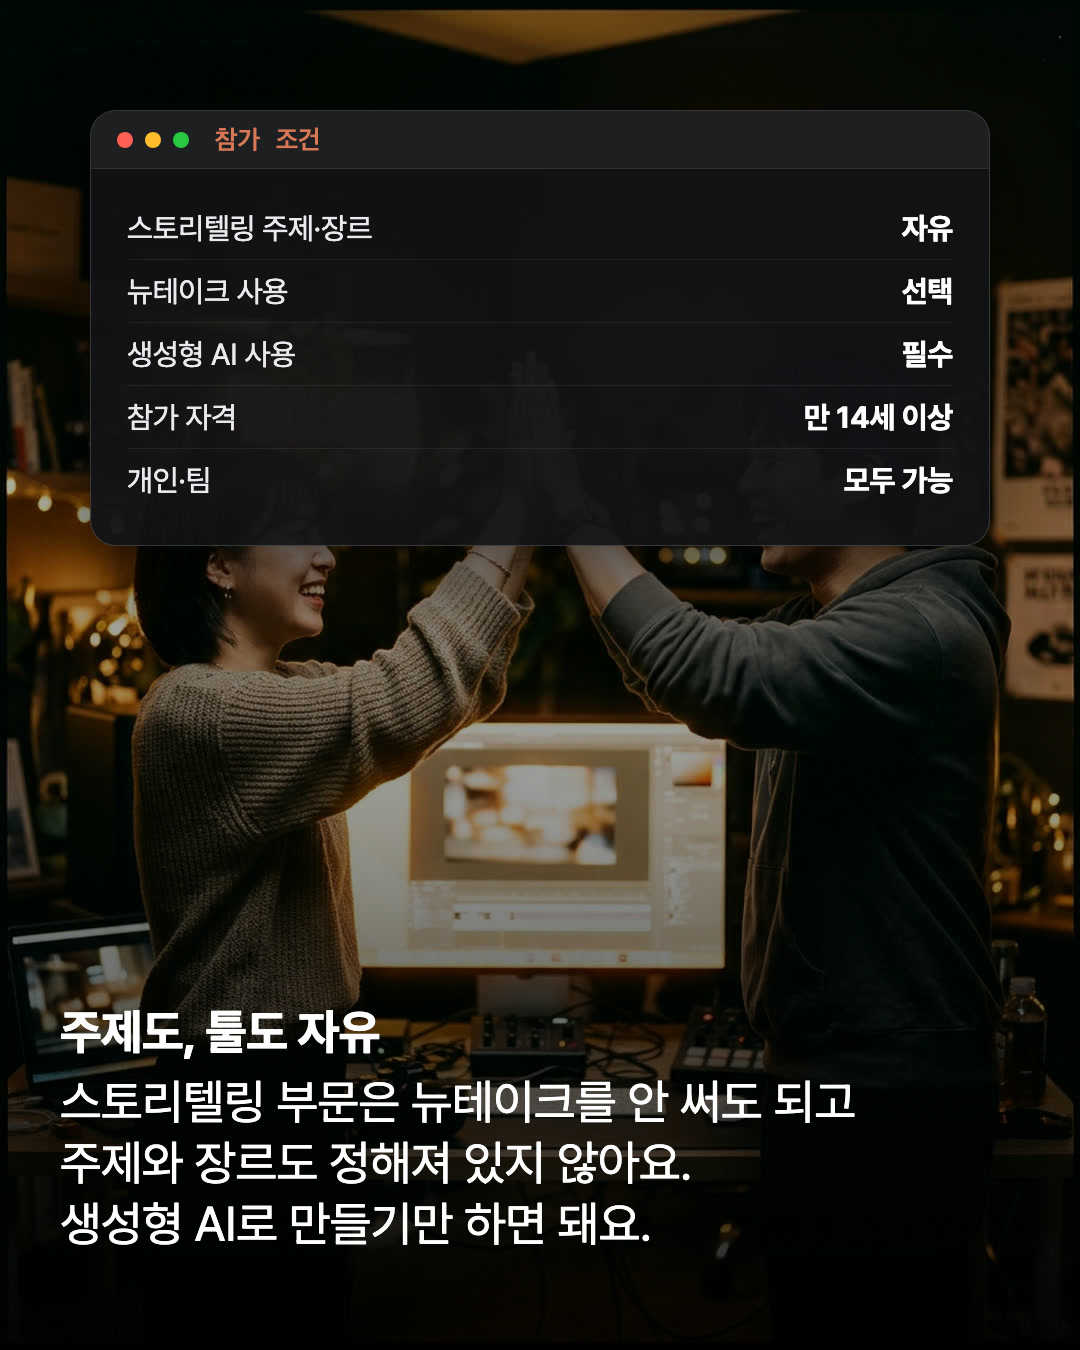 참가 조건
스토리텔링 주제·장르 자유
뉴테이크 사용 선택
생성형 AI 사용 필수
참가 자격 만 14세 이상
개인·팀 모두 가능
주제도, 툴도 자유
스토리텔링 부문은 뉴테이크를 안 써도 되고
주제와 장르도 정해져 있지 않아요.
생성형 AI로 만들기만 하면 돼요.